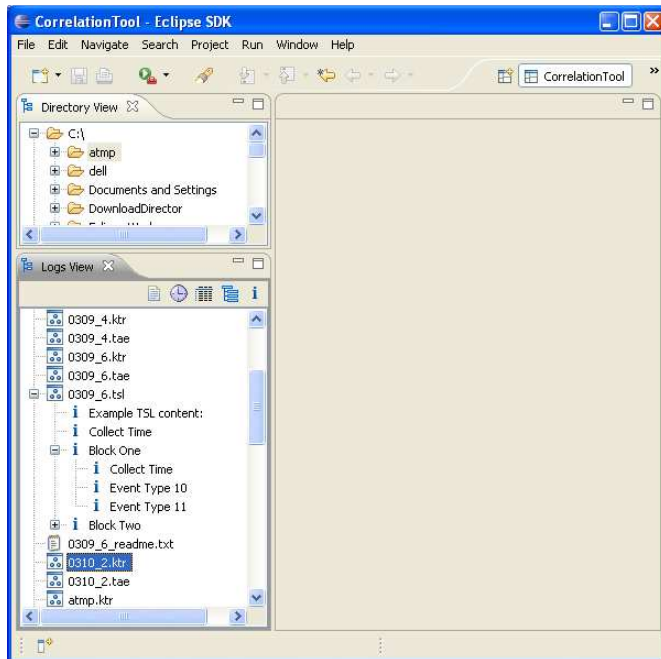 CorrelationTool - Eclipse SDK
File Edit Navigate Search Project Run Window Help
CorrelationTool »
Directory View
C:\
atmp
dell
Documents and Settings
DownloadDirector
Logs View
0309_4.ktr
0309_4.tae
0309_6.ktr
0309_6.tae
0309_6.tsl
Example TSL content:
Collect Time
Block One
Collect Time
Event Type 10
Event Type 11
Block Two
0309_6_readme.txt
0310_2.ktr
0310_2.tae
atmp.ktr